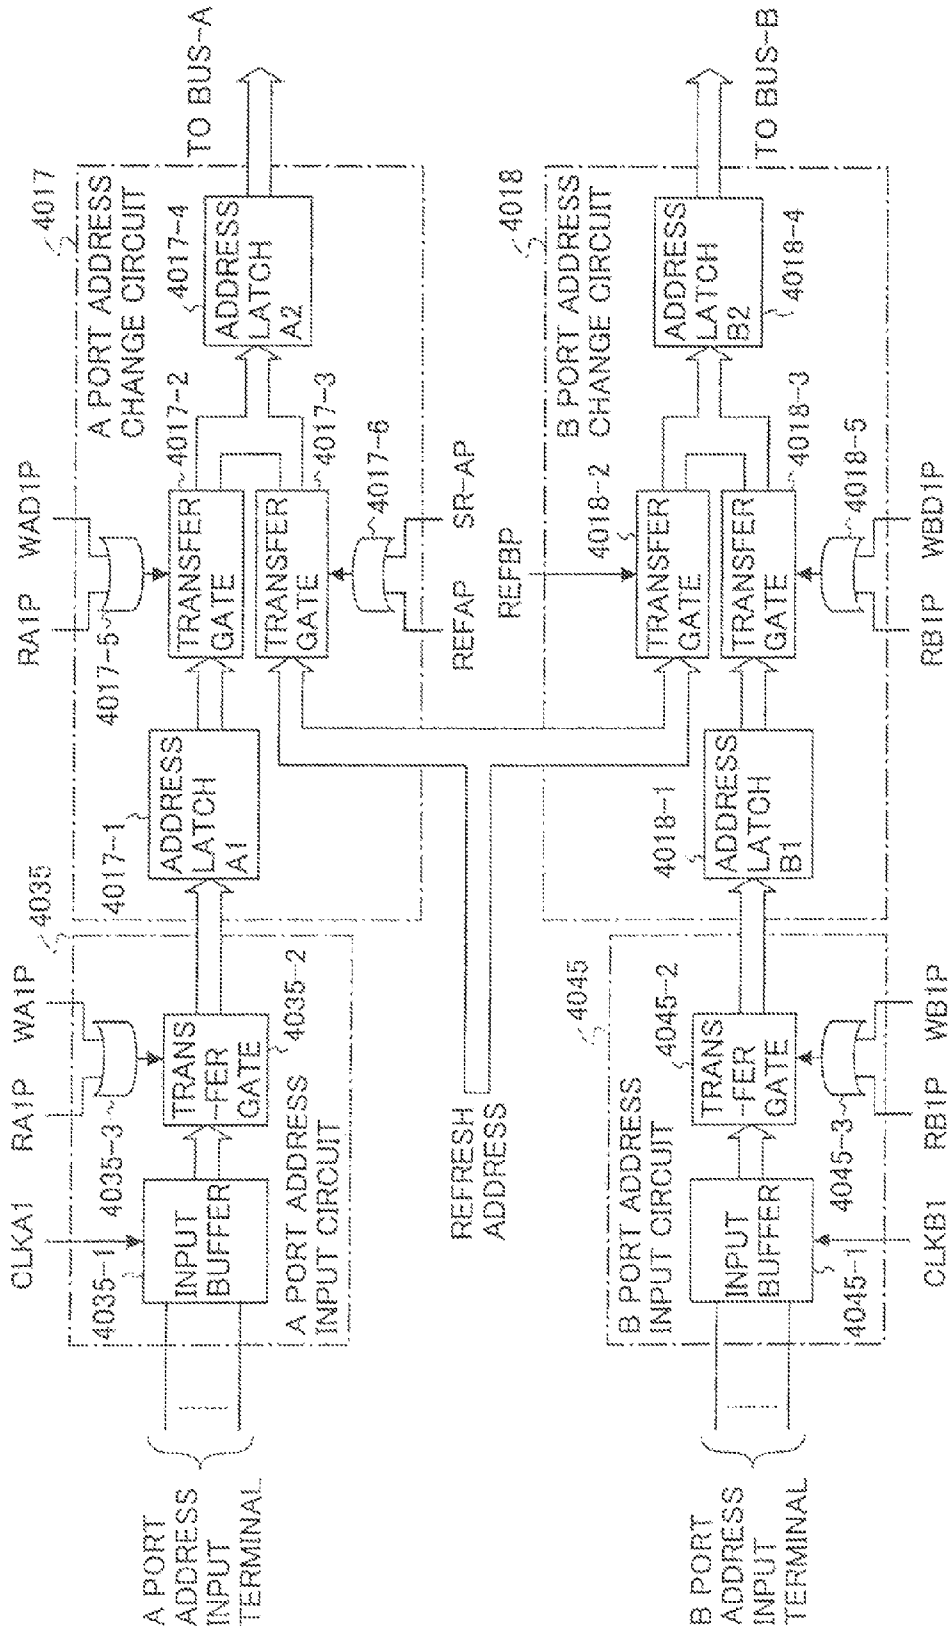 A PORT
ADDRESS
INPUT
TERMINAL
CLKA1
RA1P
WA1P
4035
4035-1
4035-3
INPUT
BUFFER
TRANS
-FER
GATE
4035-2
A PORT ADDRESS
INPUT CIRCUIT
RA1P
WAD1P
4017
A PORT ADDRESS
CHANGE CIRCUIT
4017-1
ADDRESS
LATCH
A1
4017-5
4017-2
TRANSFER
GATE
TRANSFER
GATE
4017-3
4017-6
REFAP
SR-AP
4017-4
ADDRESS
LATCH
A2
TO BUS-A
REFRESH
ADDRESS
B PORT
ADDRESS
INPUT
TERMINAL
4045
B PORT ADDRESS
INPUT CIRCUIT
INPUT
BUFFER
4045-1
4045-2
TRANS
-FER
GATE
4045-3
CLKB1
RB1P
WB1P
4018
B PORT ADDRESS
CHANGE CIRCUIT
4018-1
ADDRESS
LATCH
B1
REFBP
4018-2
TRANSFER
GATE
TRANSFER
GATE
4018-3
4018-5
RB1P
WBD1P
ADDRESS
LATCH
B2
4018-4
TO BUS-B